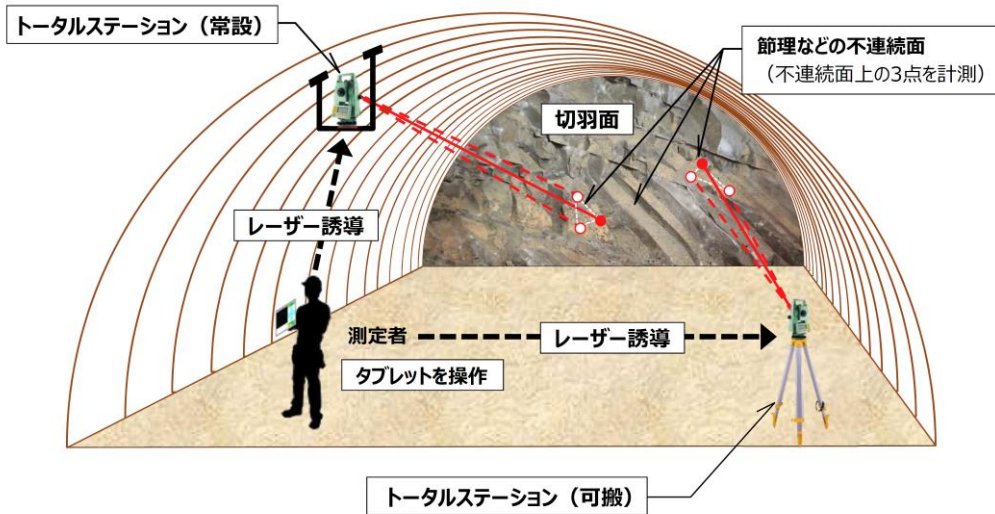 トータルステーション（常設）
節理などの不連続面
（不連続面上の3点を計測）
切羽面
レーザー誘導
測定者
レーザー誘導
タブレットを操作
トータルステーション（可搬）